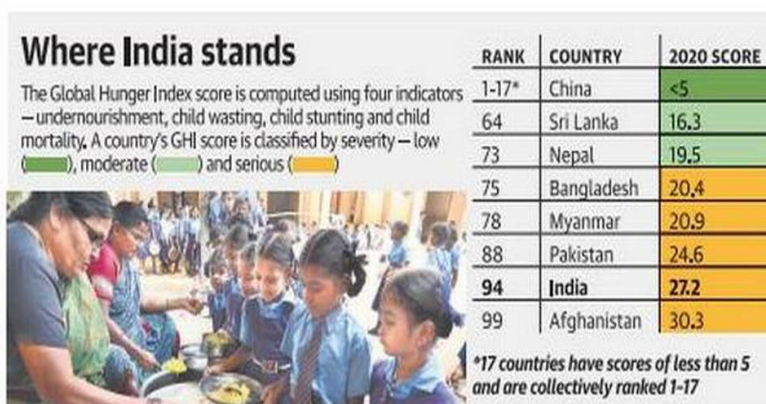 Where India stands
The Global Hunger Index score is computed using four indicators
— undernourishment, child wasting, child stunting and child
mortality. A country's GHI score is classified by severity — low
( ), moderate ( ) and serious ( )
RANK COUNTRY 2020 SCORE
1-17* China <5
64 Sri Lanka 16.3
73 Nepal 19.5
75 Bangladesh 20.4
78 Myanmar 20.9
88 Pakistan 24.6
94 India 27.2
99 Afghanistan 30.3
*17 countries have scores of less than 5
and are collectively ranked 1-17